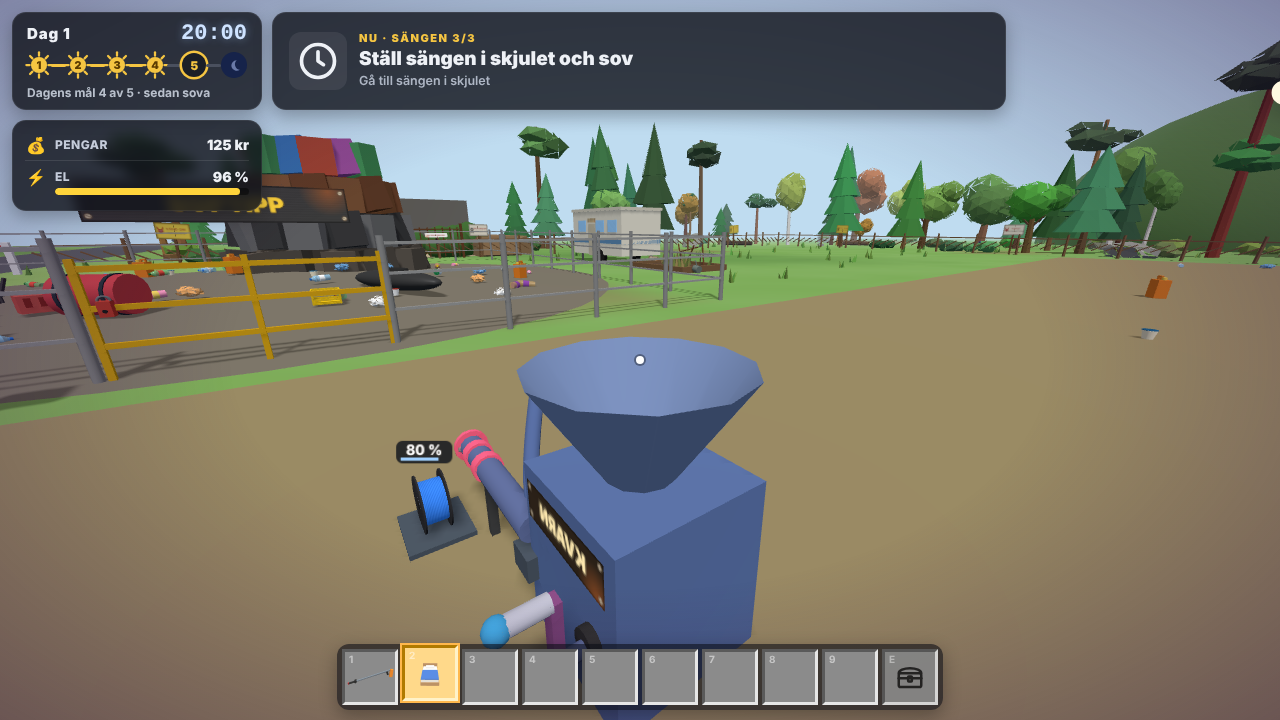 Dag 1
20:00
1
2
3
4
5
Dagens mål 4 av 5 · sedan sova
NU · SÄNGEN 3/3
Ställ sängen i skjulet och sov
Gå till sängen i skjulet
PENGAR
125 kr
EL
96 %
80 %
KVARN
1
2
3
4
5
6
7
8
9
E